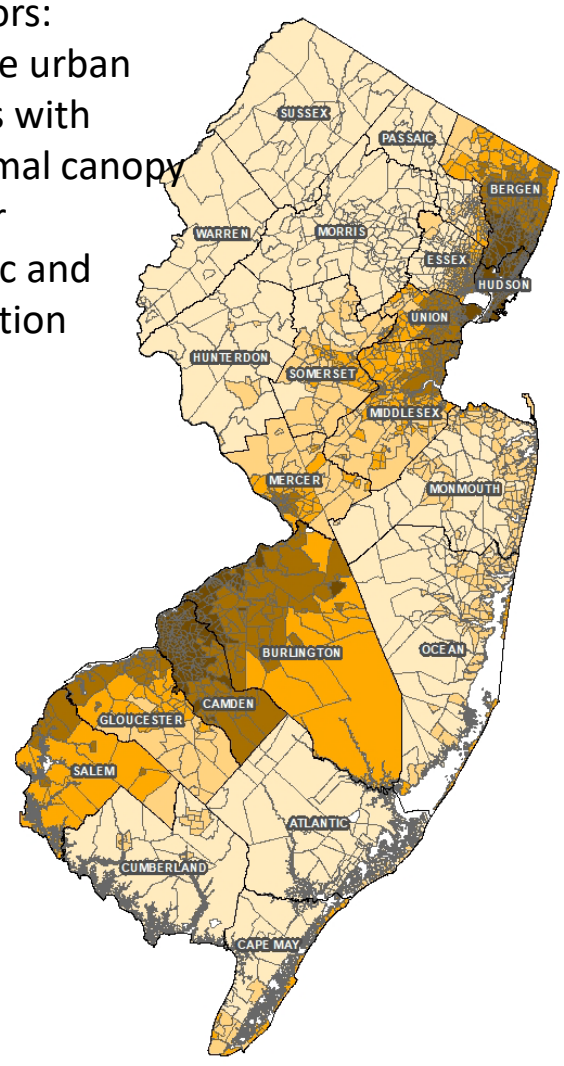 ors:
e urban
s with
mal canopy
r
c and
tion
SUSSEX
PASSAIC
BERGEN
WARREN
MORRIS
ESSEX
HUDSON
UNION
HUNTERDON
SOMERSET
MIDDLESEX
MERCER
MONMOUTH
BURLINGTON
OCEAN
CAMDEN
GLOUCESTER
SALEM
ATLANTIC
CUMBERLAND
CAPE MAY